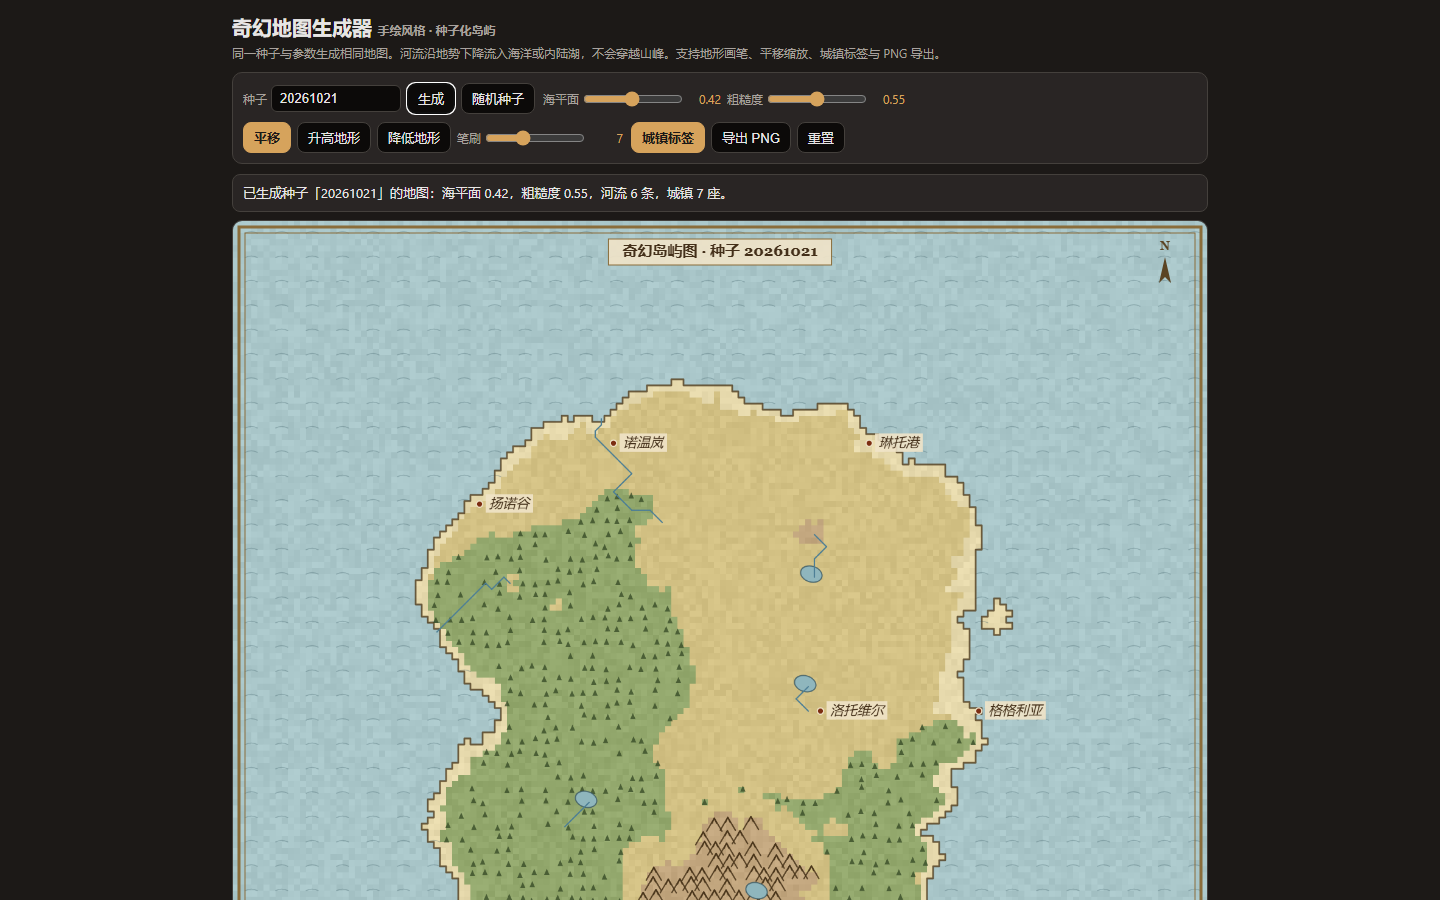 奇幻地图生成器 手绘风格 · 种子化岛屿
同一种子与参数生成相同地图。河流沿地势下降流入海洋或内陆湖，不会穿越山峰。支持地形画笔、平移缩放、城镇标签与 PNG 导出。
种子 20261021 生成 随机种子 海平面 0.42 粗糙度 0.55
平移 升高地形 降低地形 笔刷 7 城镇标签 导出 PNG 重置
已生成种子「20261021」的地图：海平面 0.42，粗糙度 0.55，河流 6 条，城镇 7 座。
奇幻岛屿图 · 种子 20261021
N
诺温岚
琳托港
扬诺谷
洛托维尔
格格利亚